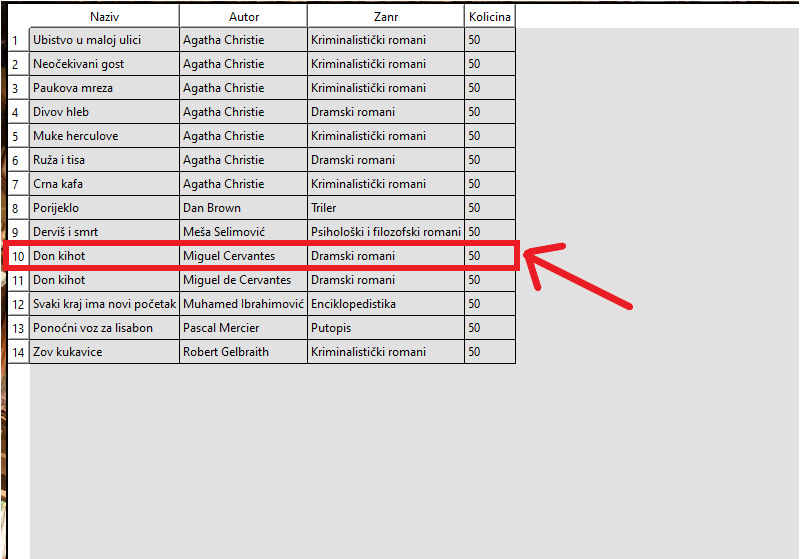 Naziv Autor Zanr Kolicina
1 Ubistvo u maloj ulici Agatha Christie Kriminalistički romani 50
2 Neočekivani gost Agatha Christie Kriminalistički romani 50
3 Paukova mreza Agatha Christie Kriminalistički romani 50
4 Divov hleb Agatha Christie Dramski romani 50
5 Muke herculove Agatha Christie Kriminalistički romani 50
6 Ruža i tisa Agatha Christie Dramski romani 50
7 Crna kafa Agatha Christie Kriminalistički romani 50
8 Porijeklo Dan Brown Triler 50
9 Derviš i smrt Meša Selimović Psihološki i filozofski romani 50
10 Don kihot Miguel Cervantes Dramski romani 50
11 Don kihot Miguel de Cervantes Dramski romani 50
12 Svaki kraj ima novi početak Muhamed Ibrahimović Enciklopedistika 50
13 Ponoćni voz za lisabon Pascal Mercier Putopis 50
14 Zov kukavice Robert Gelbraith Kriminalistički romani 50